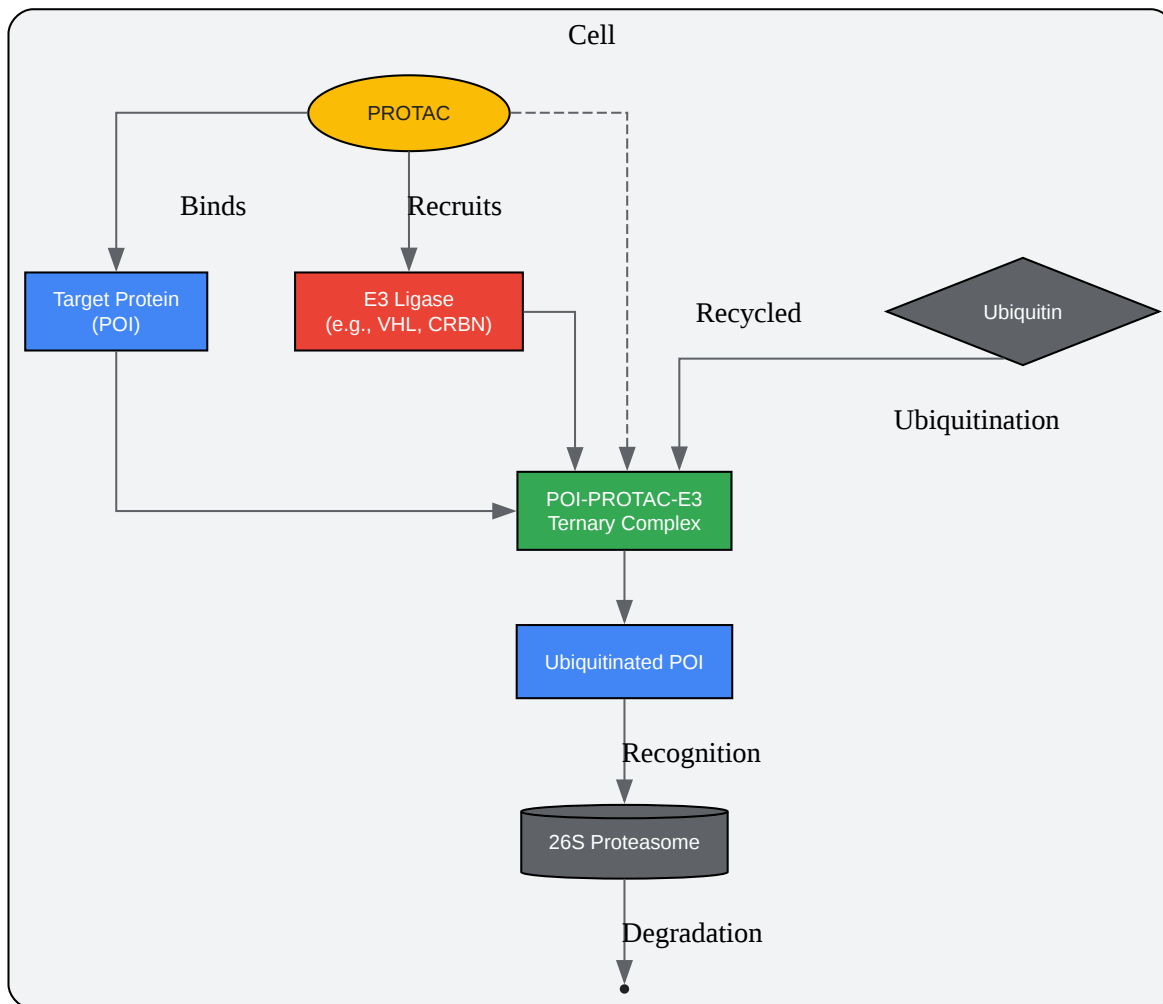 Cell
PROTAC
Binds
Recruits
Target Protein
(POI)
E3 Ligase
(e.g., VHL, CRBN)
Recycled
Ubiquitin
Ubiquitination
POI-PROTAC-E3
Ternary Complex
Ubiquitinated POI
Recognition
26S Proteasome
Degradation